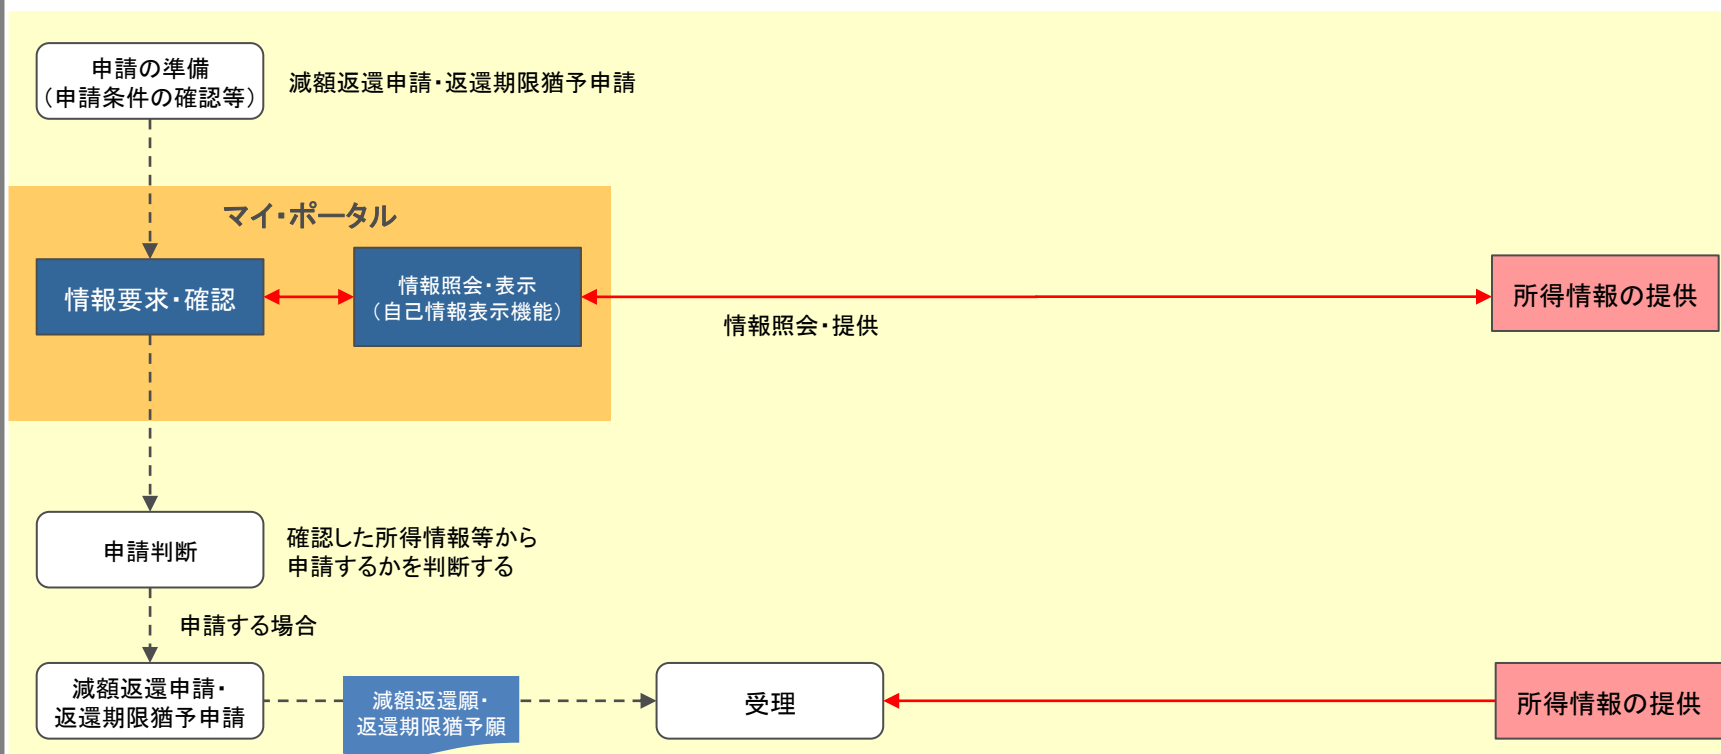 申請の準備
（申請条件の確認等）
減額返還申請・返還期限猶予申請
マイ・ポータル
情報要求・確認
情報照会・表示
（自己情報表示機能）
所得情報の提供
情報照会・提供
申請判断
確認した所得情報等から
申請するかを判断する
申請する場合
減額返還申請・
返還期限猶予申請
減額返還願・
返還期限猶予願
受理
所得情報の提供